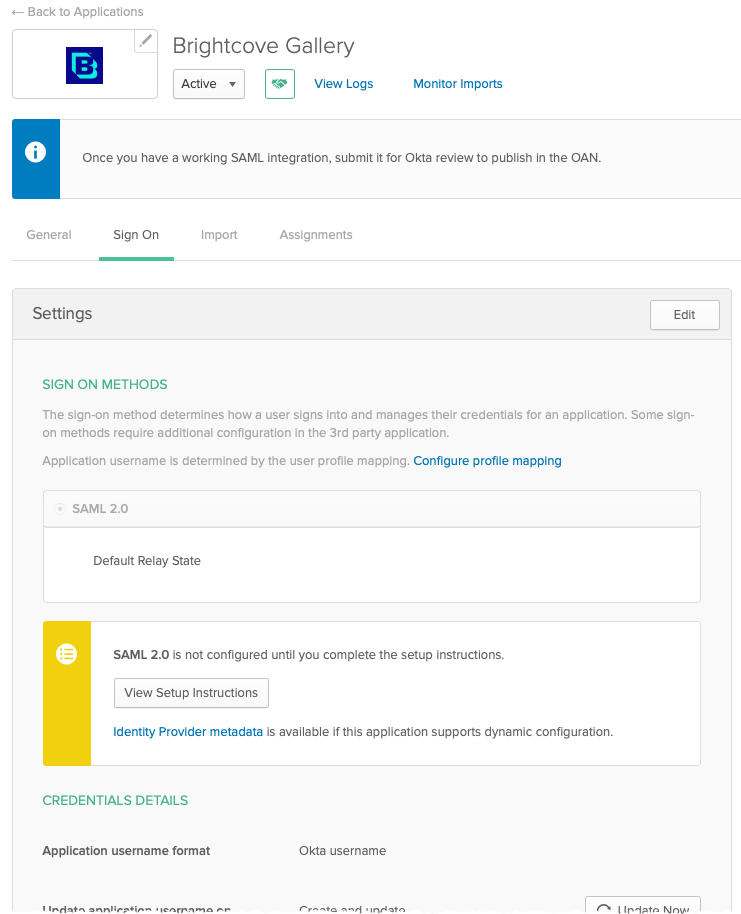 ← Back to Applications
Brightcove Gallery
Active
View Logs
Monitor Imports
Once you have a working SAML integration, submit it for Okta review to publish in the OAN.
General
Sign On
Import
Assignments
Settings
Edit
SIGN ON METHODS
The sign-on method determines how a user signs into and manages their credentials for an application. Some sign-
on methods require additional configuration in the 3rd party application.
Application username is determined by the user profile mapping. Configure profile mapping
SAML 2.0
Default Relay State
SAML 2.0 is not configured until you complete the setup instructions.
View Setup Instructions
Identity Provider metadata is available if this application supports dynamic configuration.
CREDENTIALS DETAILS
Application username format
Okta username
Update application username on
Create and update
Update Now